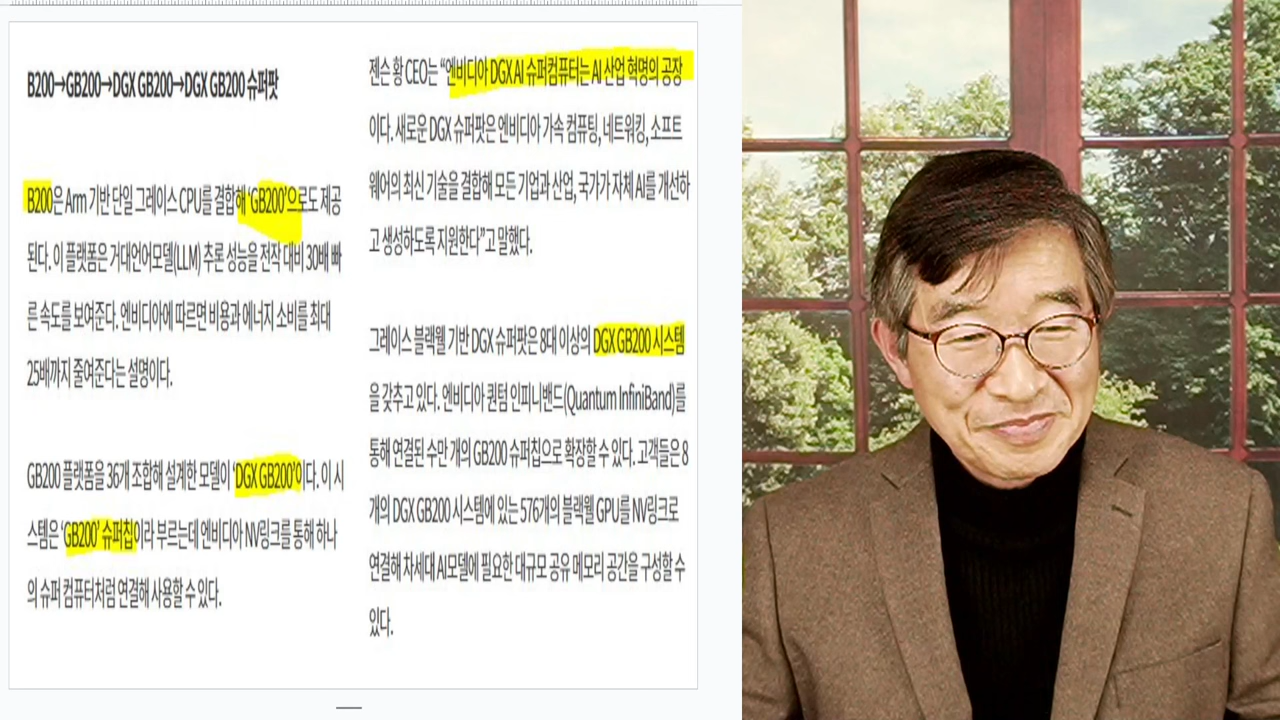 B200→GB200→DGX GB200→DGX GB200 슈퍼팟
B200은 Arm 기반 단일 그레이스 CPU를 결합해 ‘GB200’으로도 제공
된다. 이 플랫폼은 거대언어모델(LLM) 추론 성능을 전작 대비 30배 빠
른 속도를 보여준다. 엔비디아에 따르면 비용과 에너지 소비를 최대
25배까지 줄여준다는 설명이다.
GB200 플랫폼을 36개 조합해 설계한 모델이 ‘DGX GB200’이다. 이 시
스템은 ‘GB200’ 슈퍼칩이라 부르는데 엔비디아 NV링크를 통해 하나
의 슈퍼 컴퓨터처럼 연결해 사용할 수 있다.
젠슨 황 CEO는 “엔비디아 DGX AI 슈퍼컴퓨터는 AI 산업 혁명의 공장
이다. 새로운 DGX 슈퍼팟은 엔비디아 가속 컴퓨팅, 네트워킹, 소프트
웨어의 최신 기술을 결합해 모든 기업과 산업, 국가가 자체 AI를 개선하
고 생성하도록 지원한다”고 말했다.
그레이스 블랙웰 기반 DGX 슈퍼팟은 8대 이상의 DGX GB200 시스템
을 갖추고 있다. 엔비디아 퀀텀 인피니밴드(Quantum InfiniBand)를
통해 연결된 수만 개의 GB200 슈퍼칩으로 확장할 수 있다. 고객들은 8
개의 DGX GB200 시스템에 있는 576개의 블랙웰 GPU를 NV링크로
연결해 차세대 AI모델에 필요한 대규모 공유 메모리 공간을 구성할 수
있다.